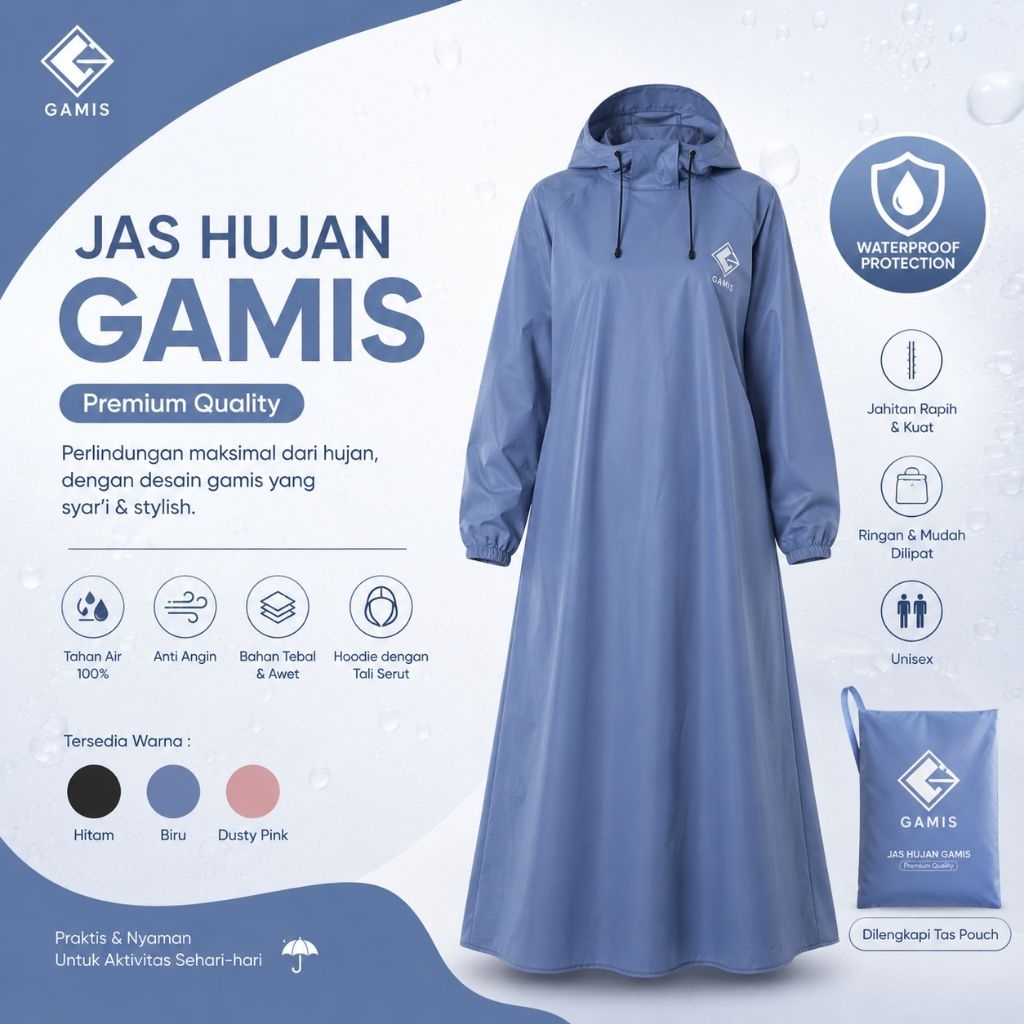 GAMIS
JAS HUJAN
GAMIS
Premium Quality
Perlindungan maksimal dari hujan,
dengan desain gamis yang
syar'i & stylish.
Tahan Air
100%
Anti Angin
Bahan Tebal
& Awet
Hoodie dengan
Tali Serut
Tersedia Warna :
Hitam
Biru
Dusty Pink
Praktis & Nyaman
Untuk Aktivitas Sehari-hari
GAMIS
WATERPROOF
PROTECTION
Jahitan Rapih
& Kuat
Ringan & Mudah
Dilipat
Unisex
GAMIS
JAS HUJAN GAMIS
Premium Quality
Dilengkapi Tas Pouch